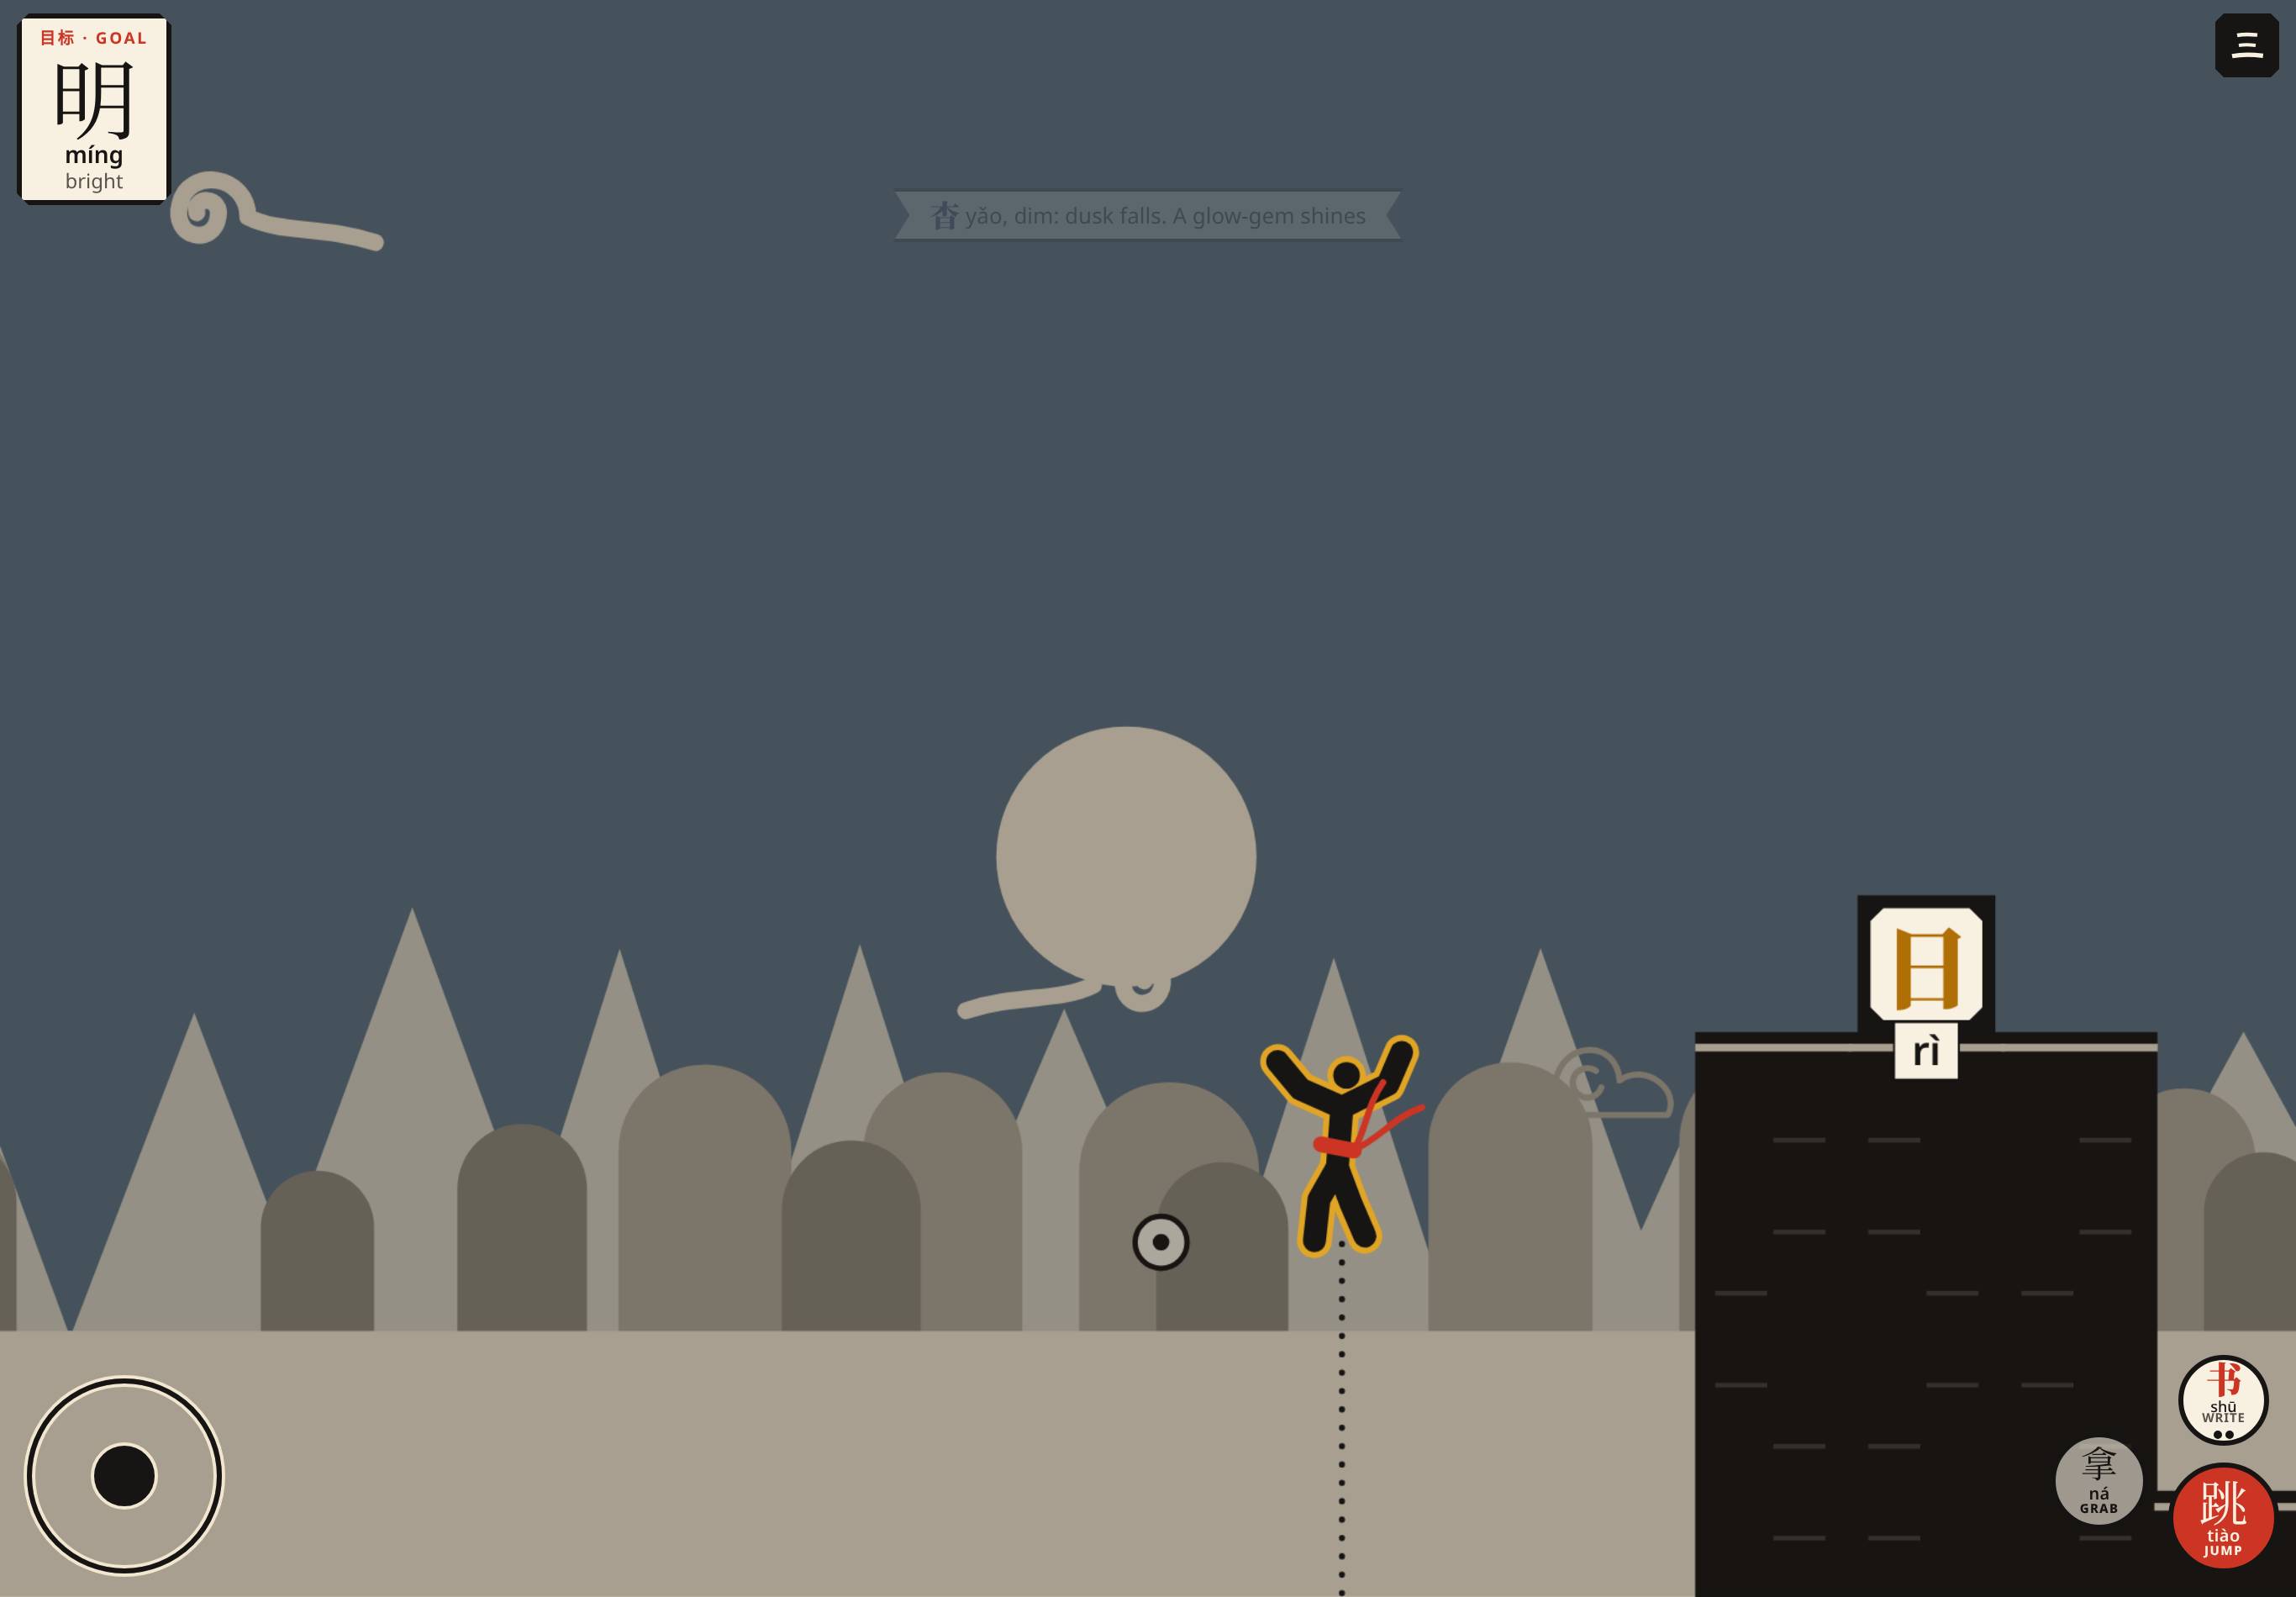 目标 · GOAL
明
míng
bright
三
杳 yǎo, dim: dusk falls. A glow-gem shines
日
rì
书
shū
WRITE
拿
ná
GRAB
跳
tiào
JUMP